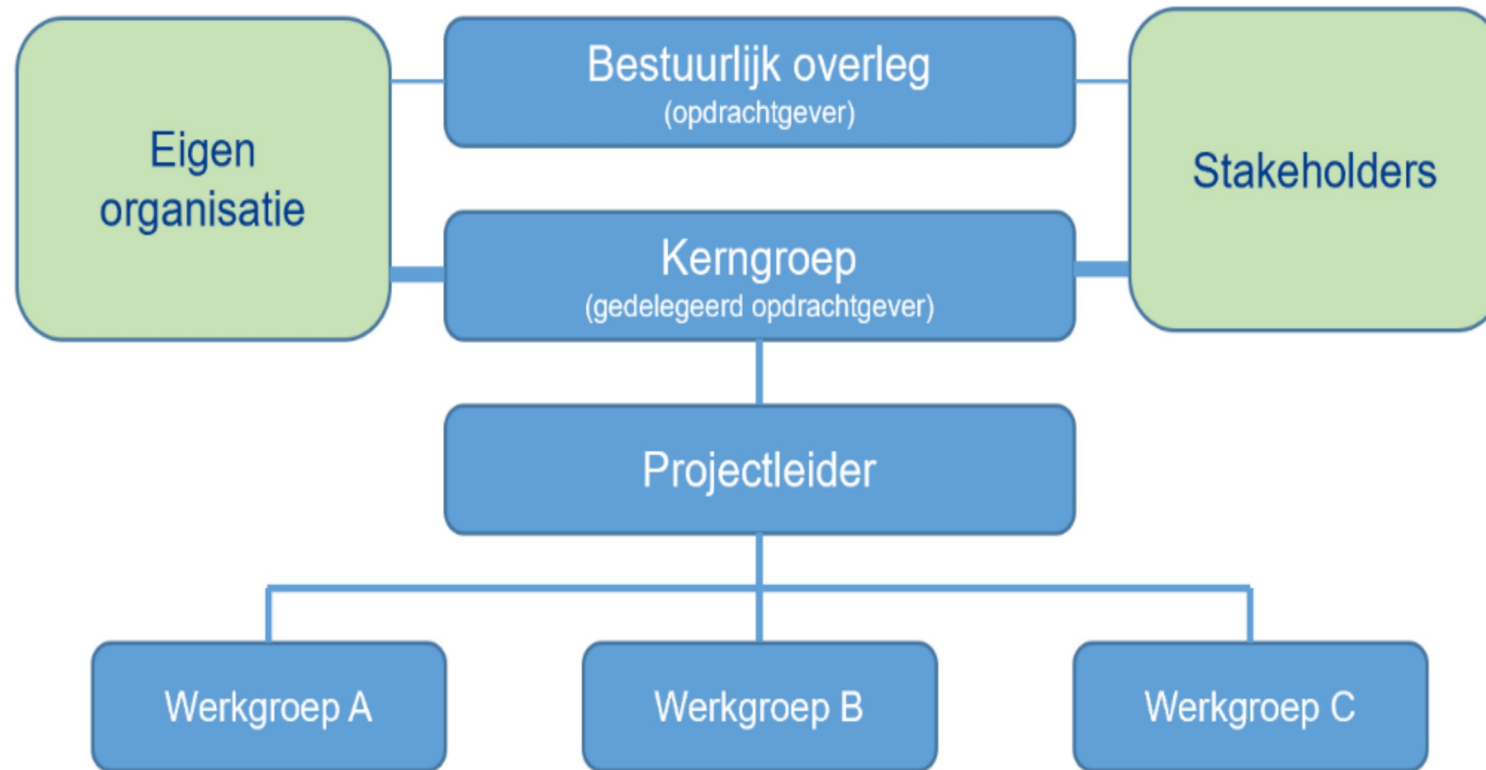 Bestuurlijk overleg
(opdrachtgever)
Eigen
organisatie
Stakeholders
Kerngroep
(gedelegeerd opdrachtgever)
Projectleider
Werkgroep A
Werkgroep B
Werkgroep C